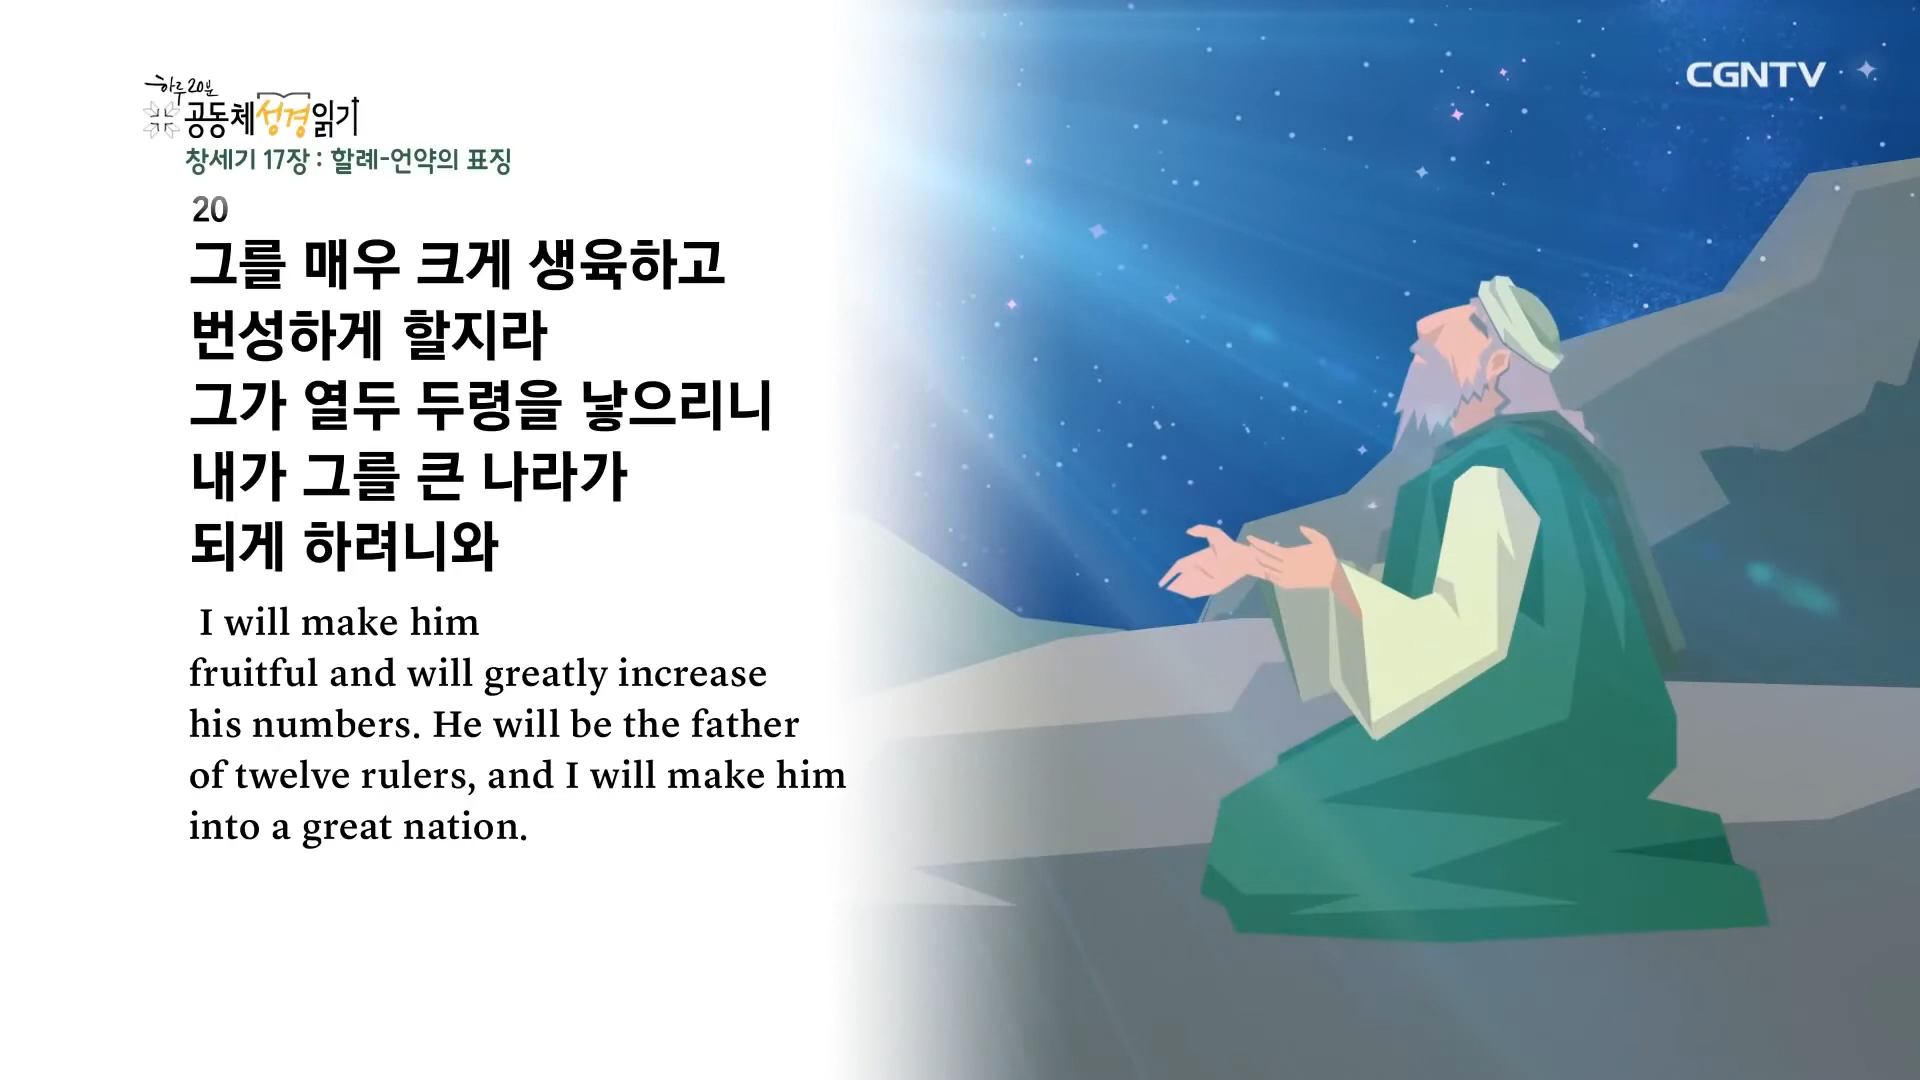 하루 20분
공동체 성경 읽기
CGNTV
창세기 17장 : 할례-언약의 표징
20
그를 매우 크게 생육하고
번성하게 할지라
그가 열두 두령을 낳으리니
내가 그를 큰 나라가
되게 하려니와
I will make him
fruitful and will greatly increase
his numbers. He will be the father
of twelve rulers, and I will make him
into a great nation.